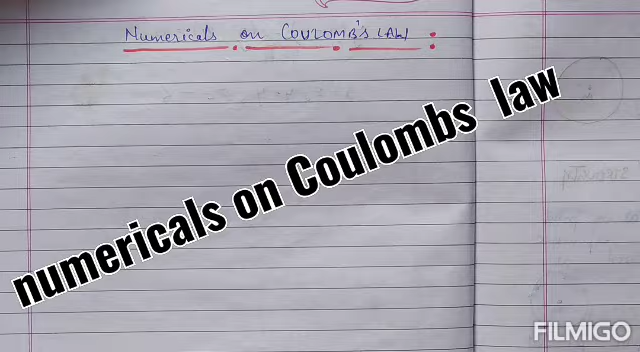 Numericals on COULOMB'S LAW :
numericals on Coulombs law
FILMIGO